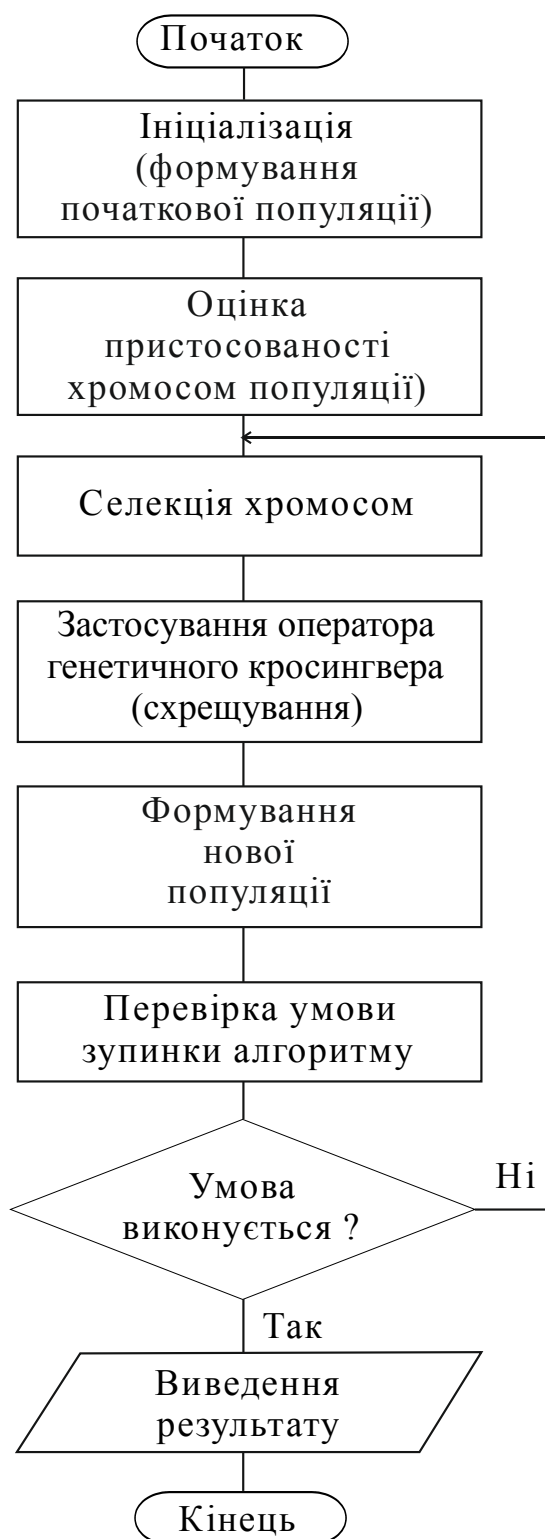 Початок
Ініціалізація
(формування
початкової популяції)
Оцінка
пристосованості
хромосом популяції)
Селекція хромосом
Застосування оператора
генетичного кросингвера
(схрещування)
Формування
нової
популяції
Перевірка умови
зупинки алгоритму
Умова
виконується ?
Ні
Так
Виведення
результату
Кінець